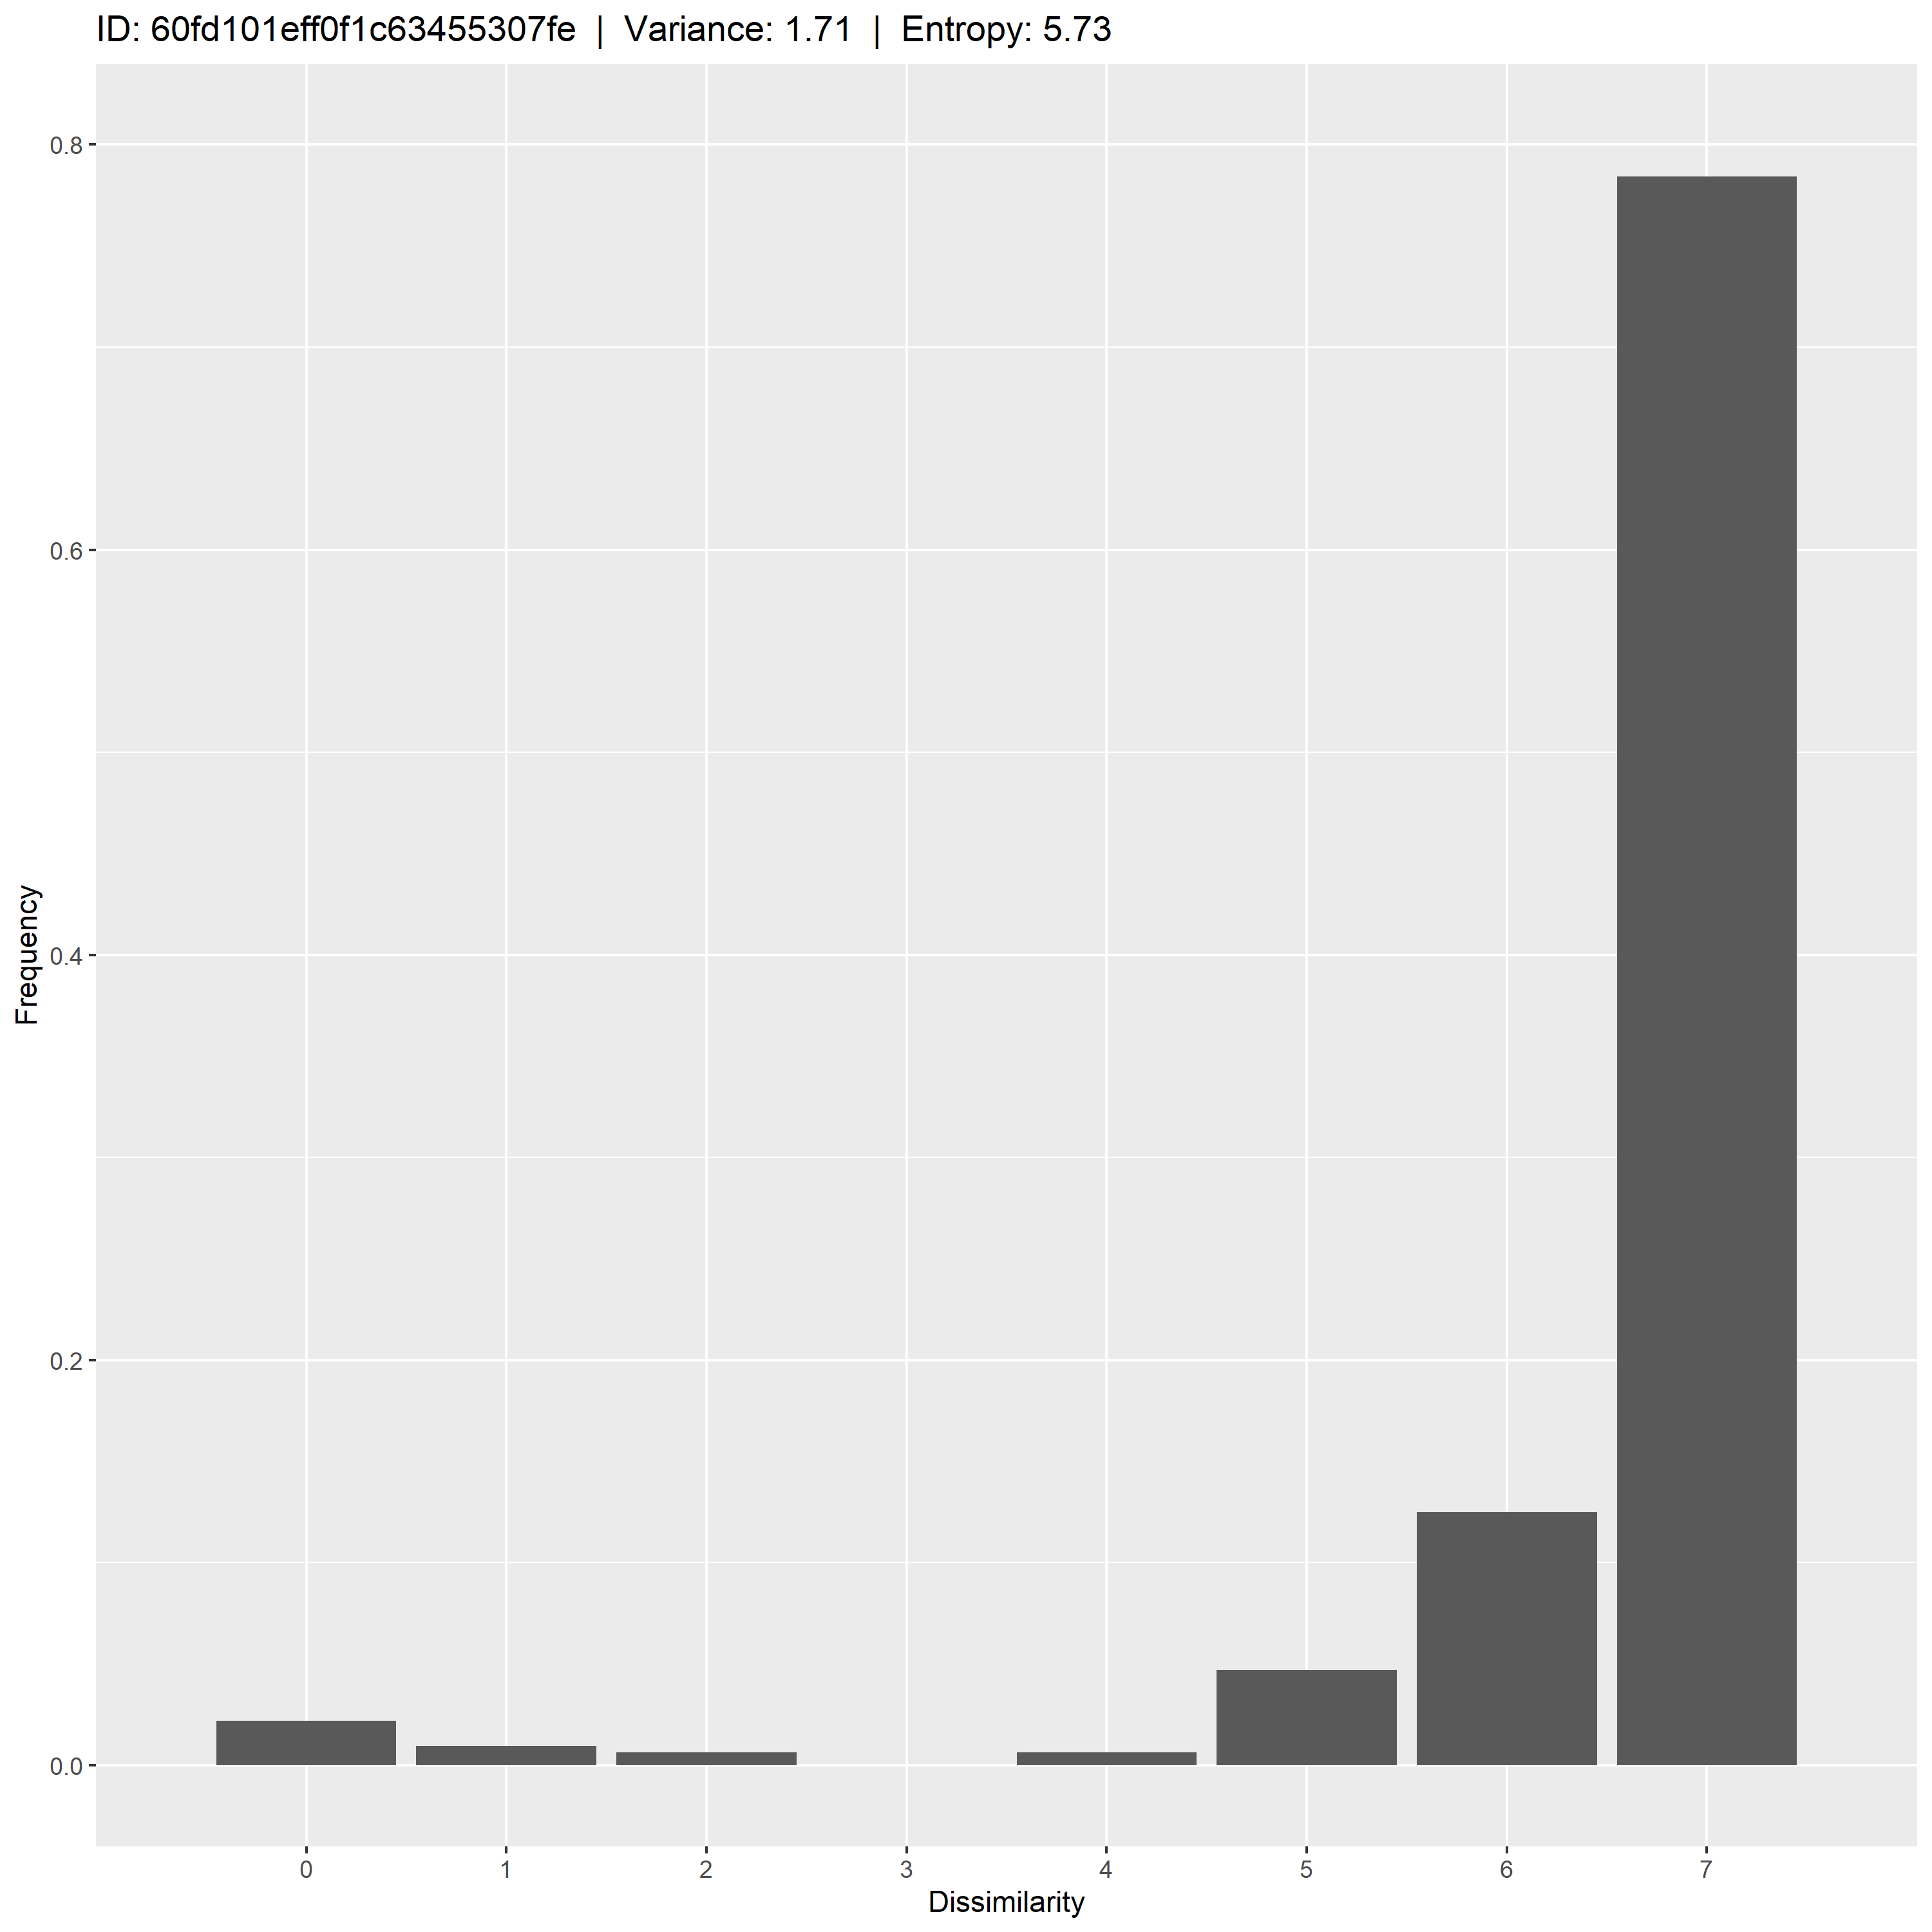 ID: 60fd101eff0f1c63455307fe | Variance: 1.71 | Entropy: 5.73
0.8
0.6
0.4
0.2
0.0
Frequency
0 1 2 3 4 5 6 7
Dissimilarity